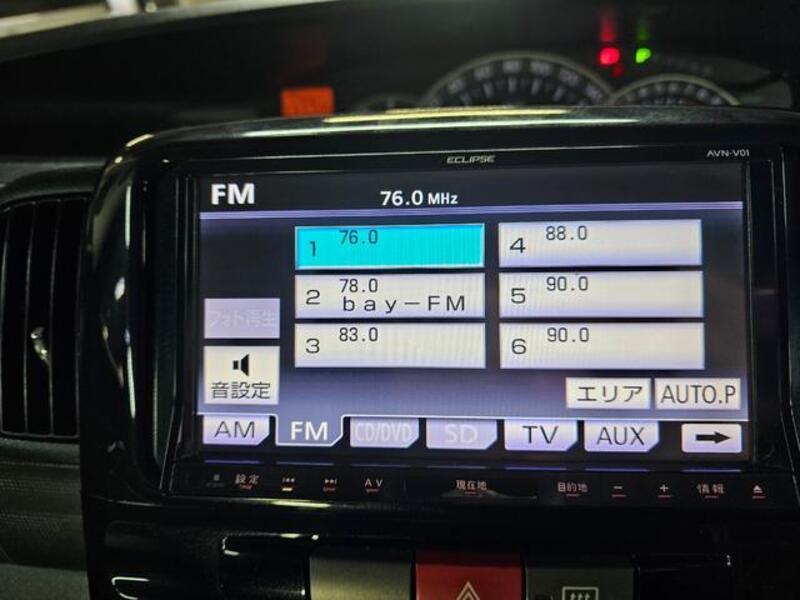 ECLIPSE
AVN-V01
FM
76.0 MHz
1 76.0
4 88.0
2 78.0
bay-FM
5 90.0
3 83.0
6 90.0
フォト再生
音設定
エリア
AUTO.P
AM
FM
CD/DVD
SD
TV
AUX
設定
AV
現在地
目的地
−
+
情報